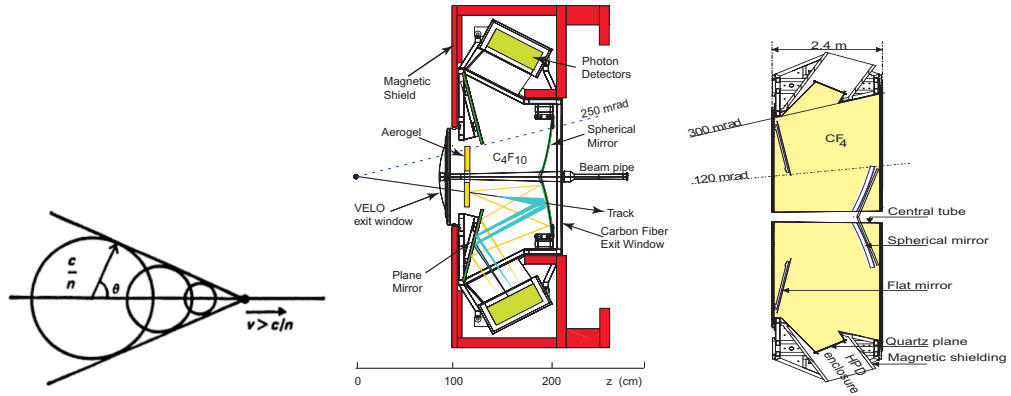 c
n
θ
v > c/n
Magnetic
Shield
Photon
Detectors
250 mrad
Aerogel
C4F10
Spherical
Mirror
Beam pipe
VELO
exit window
Track
Carbon Fiber
Exit Window
Plane
Mirror
0
100
200
z (cm)
2.4 m
300 mrad
CF4
120 mrad
Central tube
Spherical mirror
Flat mirror
Quartz plane
Magnetic shielding
HPD
enclosure